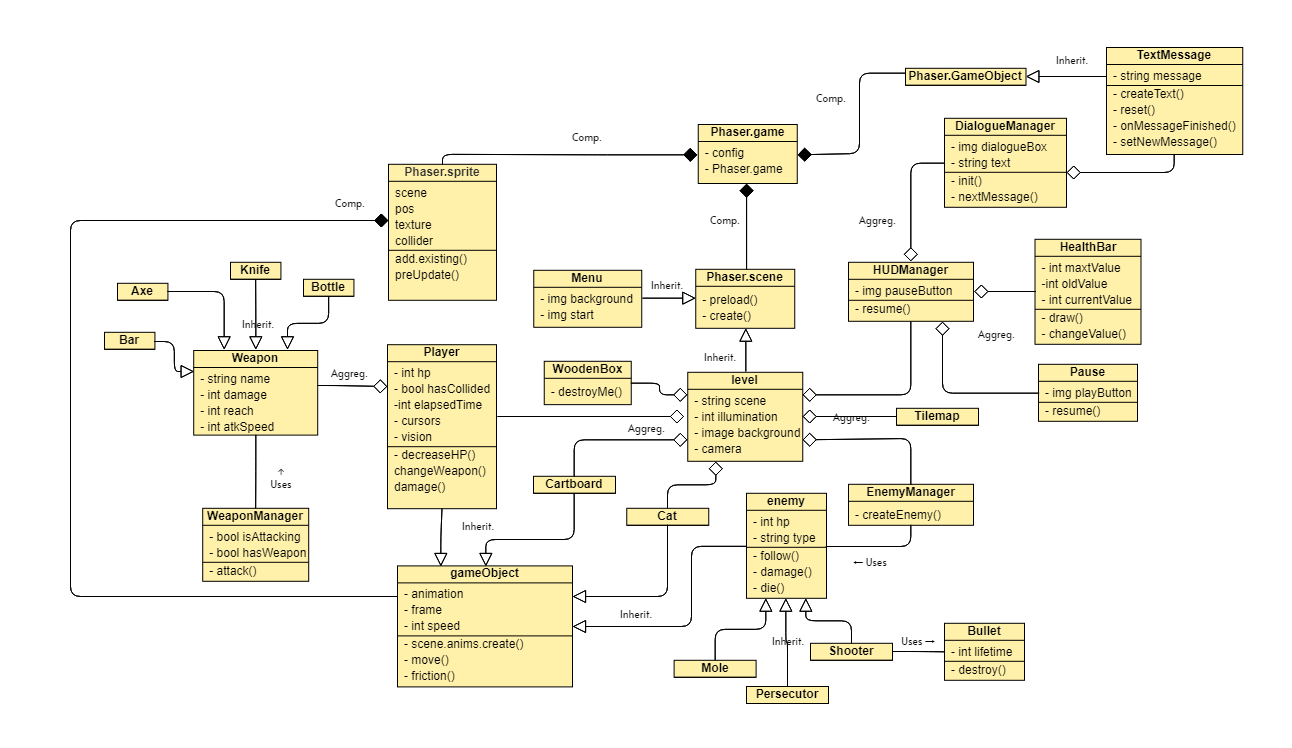 TextMessage
- string message
- createText()
- reset()
- onMessageFinished()
- setNewMessage()
Inherit.
Phaser.GameObject
Comp.
Phaser.game
- config
- Phaser.game
Comp.
DialogueManager
- img dialogueBox
- string text
- init()
- nextMessage()
Phaser.sprite
scene
pos
texture
collider
add.existing()
preUpdate()
Comp.
Comp.
Aggreg.
HealthBar
- int maxtValue
-int oldValue
- int currentValue
- draw()
- changeValue()
HUDManager
- img pauseButton
- resume()
Aggreg.
Knife
Axe
Bottle
Bar
Inherit.
Menu
- img background
- img start
Inherit.
Phaser.scene
- preload()
- create()
Inherit.
Weapon
- string name
- int damage
- int reach
- int atkSpeed
Aggreg.
Player
- int hp
- bool hasCollided
-int elapsedTime
- cursors
- vision
- decreaseHP()
changeWeapon()
damage()
WoodenBox
- destroyMe()
level
- string scene
- int illumination
- image background
- camera
Pause
- img playButton
- resume()
Aggreg.
Tilemap
Aggreg.
↑
Uses
Cartboard
Cat
enemy
- int hp
- string type
- follow()
- damage()
- die()
EnemyManager
- createEnemy()
WeaponManager
- bool isAttacking
- bool hasWeapon
- attack()
Inherit.
← Uses
gameObject
- animation
- frame
- int speed
- scene.anims.create()
- move()
- friction()
Inherit.
Inherit.
Mole
Persecutor
Shooter
Uses →
Bullet
- int lifetime
- destroy()